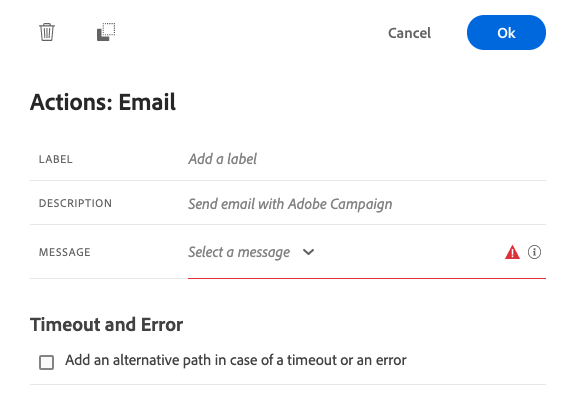 Cancel
Ok
Actions: Email
LABEL
Add a label
DESCRIPTION
Send email with Adobe Campaign
MESSAGE
Select a message
Timeout and Error
Add an alternative path in case of a timeout or an error